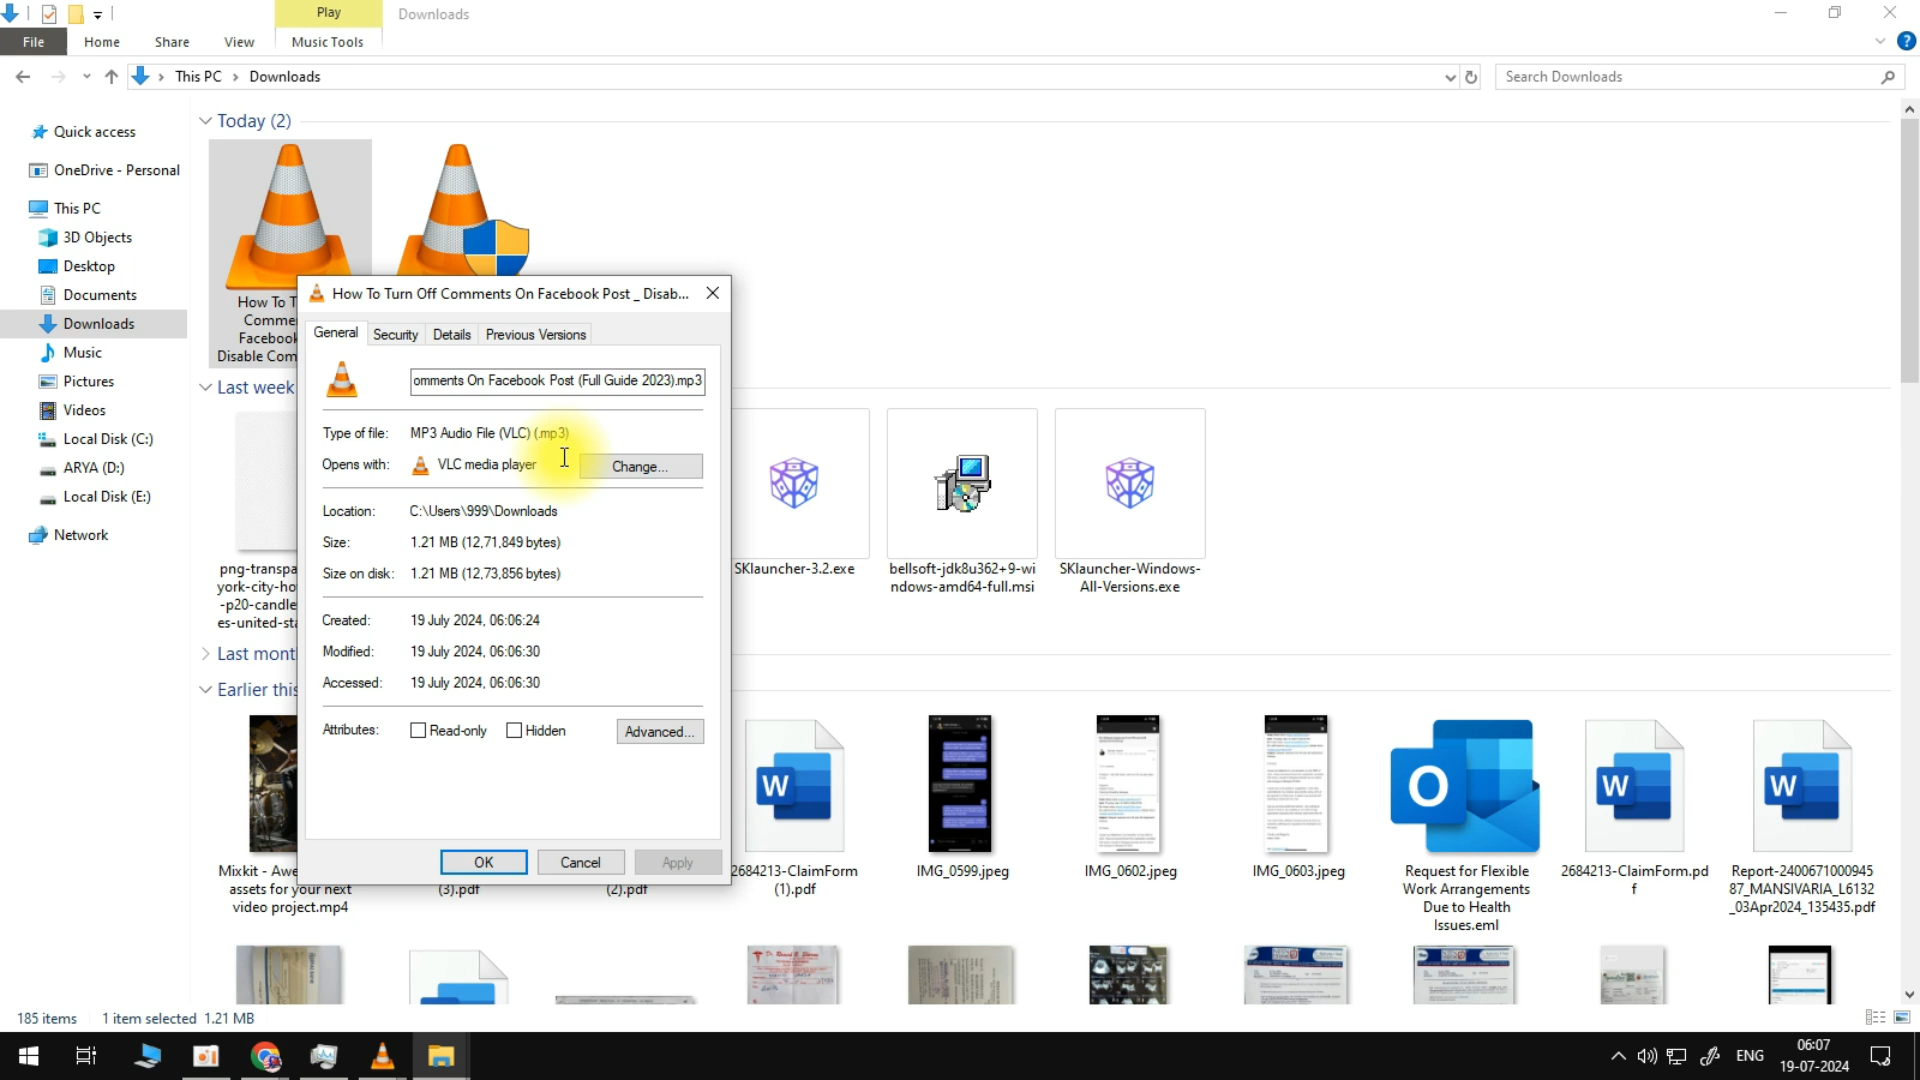 Play
Downloads
File
Home
Share
View
Music Tools
This PC
Downloads
Search Downloads
Quick access
OneDrive - Personal
This PC
3D Objects
Desktop
Documents
Downloads
Music
Pictures
Videos
Local Disk (C:)
ARYA (D:)
Local Disk (E:)
Network
Today (2)
How To T
Comme
Facebook
Disable Com
Last week
How To Turn Off Comments On Facebook Post _ Disab...
General
Security
Details
Previous Versions
omments On Facebook Post (Full Guide 2023).mp3
Type of file: MP3 Audio File (VLC) (.mp3)
Opens with: VLC media player
Change...
Location: C:\Users\999\Downloads
Size: 1.21 MB (12,71,849 bytes)
Size on disk: 1.21 MB (12,73,856 bytes)
Created: 19 July 2024, 06:06:24
Modified: 19 July 2024, 06:06:30
Accessed: 19 July 2024, 06:06:30
Attributes: Read-only Hidden
Advanced...
OK
Cancel
Apply
png-transpa
york-city-ho
-p20-candle
es-united-sta
SKlauncher-3.2.exe
bellsoft-jdk8u362+9-wi
ndows-amd64-full.msi
SKlauncher-Windows-
All-Versions.exe
Last mont
Earlier this
Mixkit - Awe
assets for your next
video project.mp4
(3).pdf
(2).pdf
2684213-ClaimForm
(1).pdf
IMG_0599.jpeg
IMG_0602.jpeg
IMG_0603.jpeg
Request for Flexible
Work Arrangements
Due to Health
Issues.eml
2684213-ClaimForm.pd
f
Report-2400671000945
87_MANSIVARIA_L6132
_03Apr2024_135435.pdf
185 items
1 item selected 1.21 MB
ENG
06:07
19-07-2024